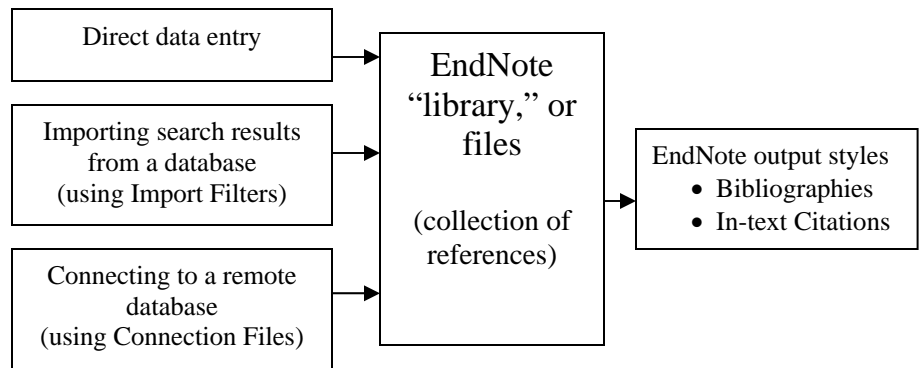 Direct data entry
Importing search results
from a database
(using Import Filters)
Connecting to a remote
database
(using Connection Files)
EndNote
“library,” or
files
(collection of
references)
EndNote output styles
• Bibliographies
• In-text Citations